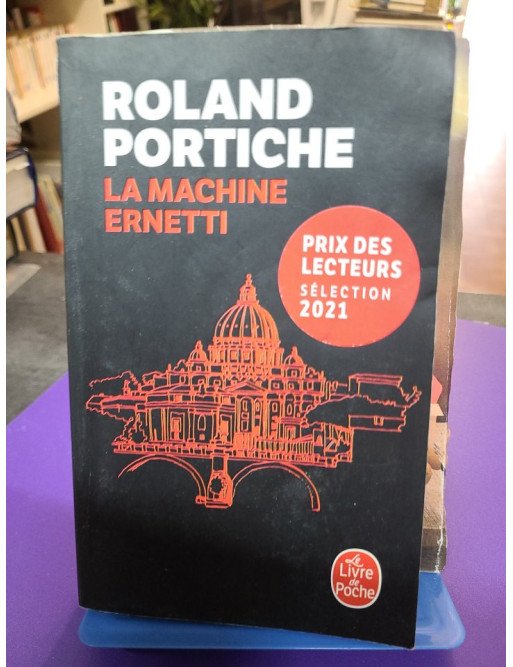 ROLAND
PORTICHE
LA MACHINE
ERNETTI
PRIX DES
LECTEURS
SÉLECTION
2021
Le
Livre
de
Poche